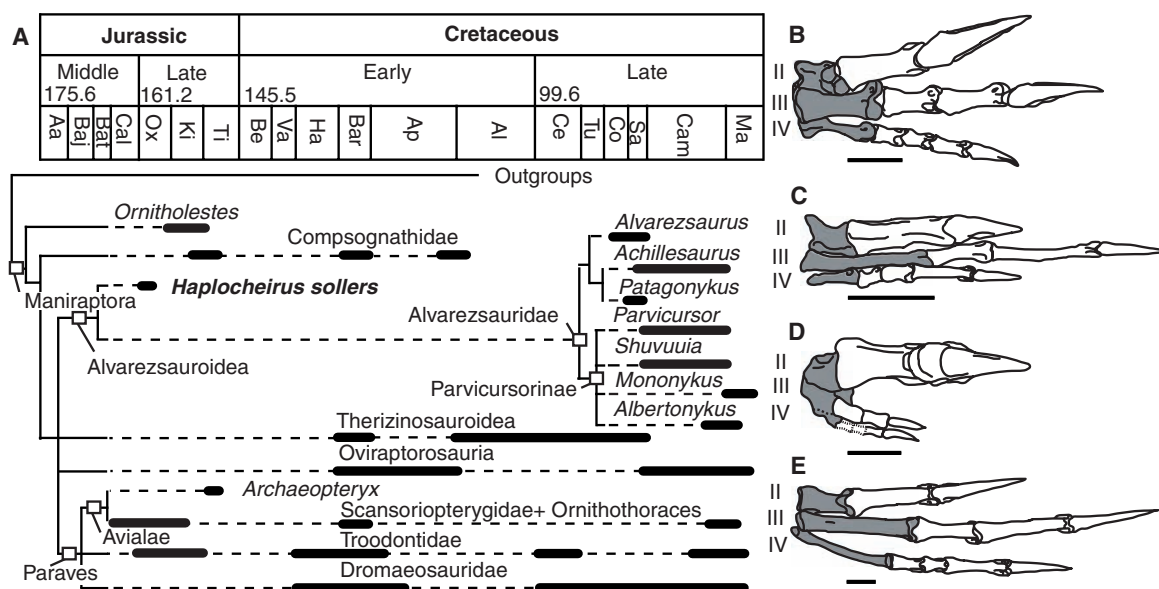 A
Jurassic Cretaceous
Middle Late Early Late
175.6 161.2 145.5 99.6
Aa Baj Bat Cal Ox Ki Ti Be Va Ha Bar Ap Al Ce Tu Co Sa Cam Ma
Outgroups
Ornitholestes
Compsognathidae
Haplocheirus sollers
Maniraptora
Alvarezsauroidea
Alvarezsaurus
Achillesaurus
Patagonykus
Alvarezsauridae
Parvicursor
Shuvuuia
Parvicursorinae
Mononykus
Albertonykus
Therizinosauroidea
Oviraptorosauria
Archaeopteryx
Scansoriopterygidae+ Ornithothoraces
Avialae
Troodontidae
Paraves
Dromaeosauridae
B
II
III
IV
C
II
III
IV
D
II
III
IV
E
II
III
IV